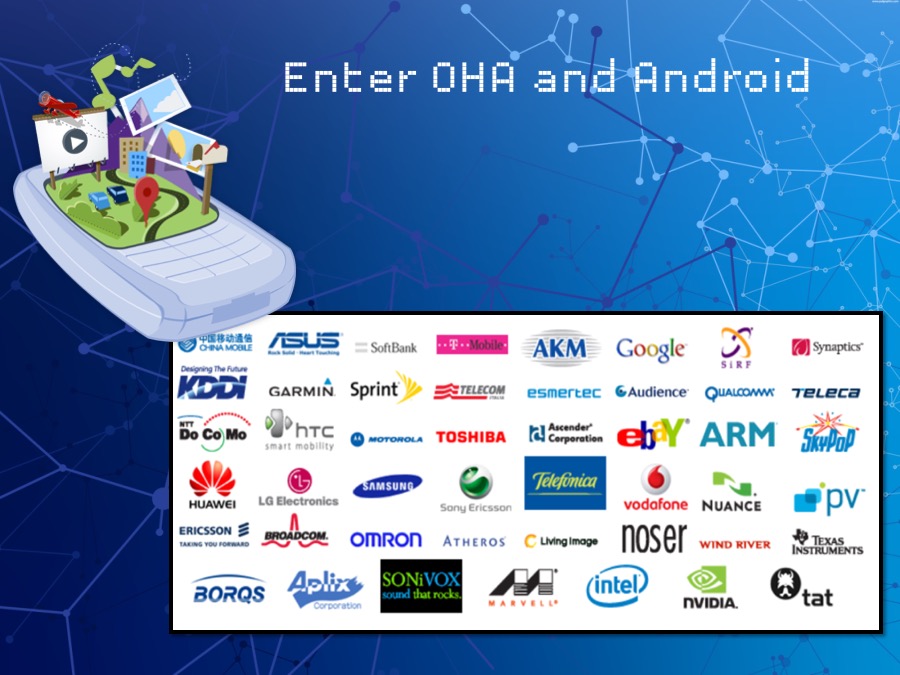 Enter OHA and Android
中国移动通信
CHINA MOBILE
ASUS
Rock Solid · Heart Touching
SoftBank
T Mobile
AKM
Google
SiRF
Synaptics
Designing The Future
KDDI
GARMIN
Sprint
TELECOM
ITALIA
esmertec
Audience
QUALCOMM
TELECA
NTT
DoCoMo
htc
smart mobility
MOTOROLA
TOSHIBA
Ascender
Corporation
ebay
ARM
SKYPOP
HUAWEI
LG Electronics
SAMSUNG
Sony Ericsson
Telefónica
vodafone
NUANCE
pv
ERICSSON
TAKING YOU FORWARD
BROADCOM
OMRON
ATHEROS
Living Image
noser
WIND RIVER
TEXAS
INSTRUMENTS
BORQS
Aplix
Corporation
SONiVOX
sound that rocks.
MARVELL
intel
NVIDIA
tat